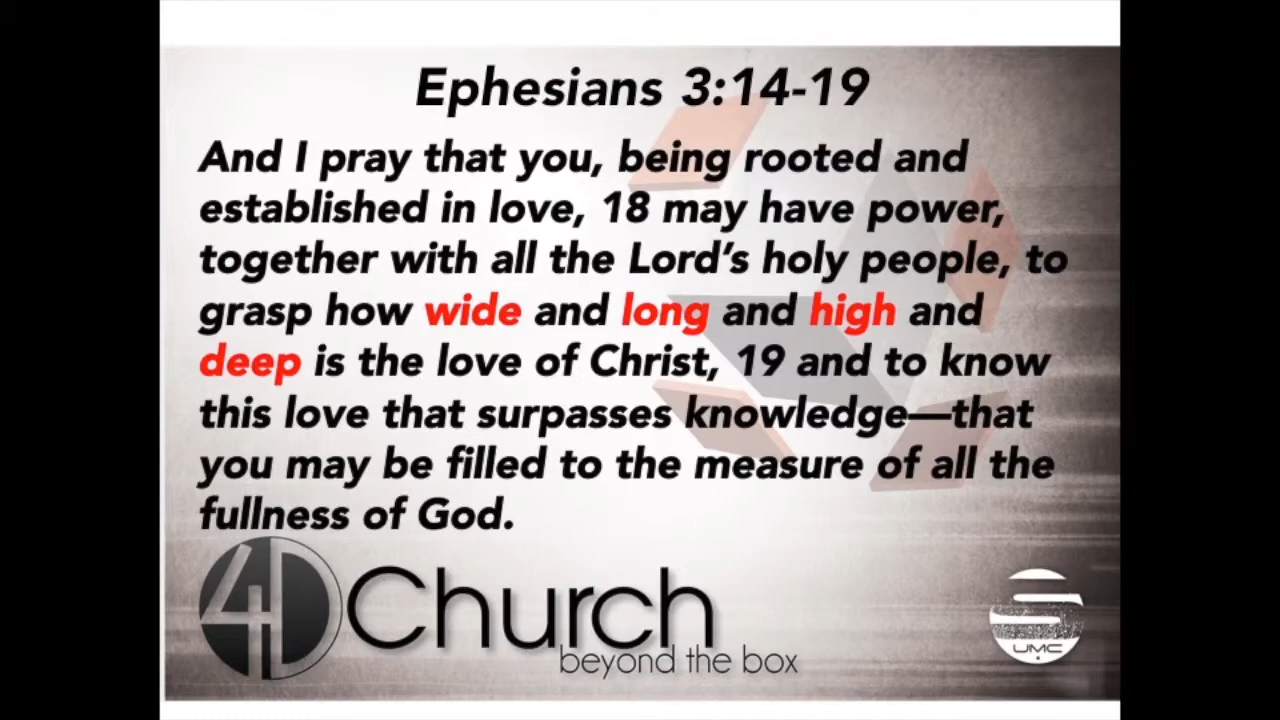 Ephesians 3:14-19
And I pray that you, being rooted and
established in love, 18 may have power,
together with all the Lord's holy people, to
grasp how wide and long and high and
deep is the love of Christ, 19 and to know
this love that surpasses knowledge—that
you may be filled to the measure of all the
fullness of God.
4D Church
beyond the box
S
UMC